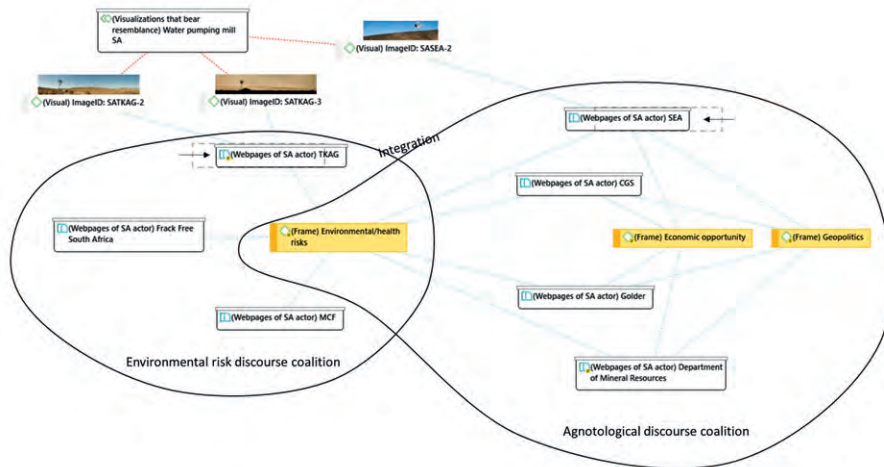 (Visualizations that bear
resemblance) Water pumping mill
SA
(Visual) ImageID: SASEA-2
(Visual) ImageID: SATKAG-2
(Visual) ImageID: SATKAG-3
(Webpages of SA actor) SEA
Integration
(Webpages of SA actor) TKAG
(Webpages of SA actor) CGS
(Webpages of SA actor) Frack Free
South Africa
(Frame) Environmental/health
risks
(Frame) Economic opportunity
(Frame) Geopolitics
(Webpages of SA actor) Golder
(Webpages of SA actor) MCF
Environmental risk discourse coalition
(Webpages of SA actor) Department
of Mineral Resources
Agnotological discourse coalition